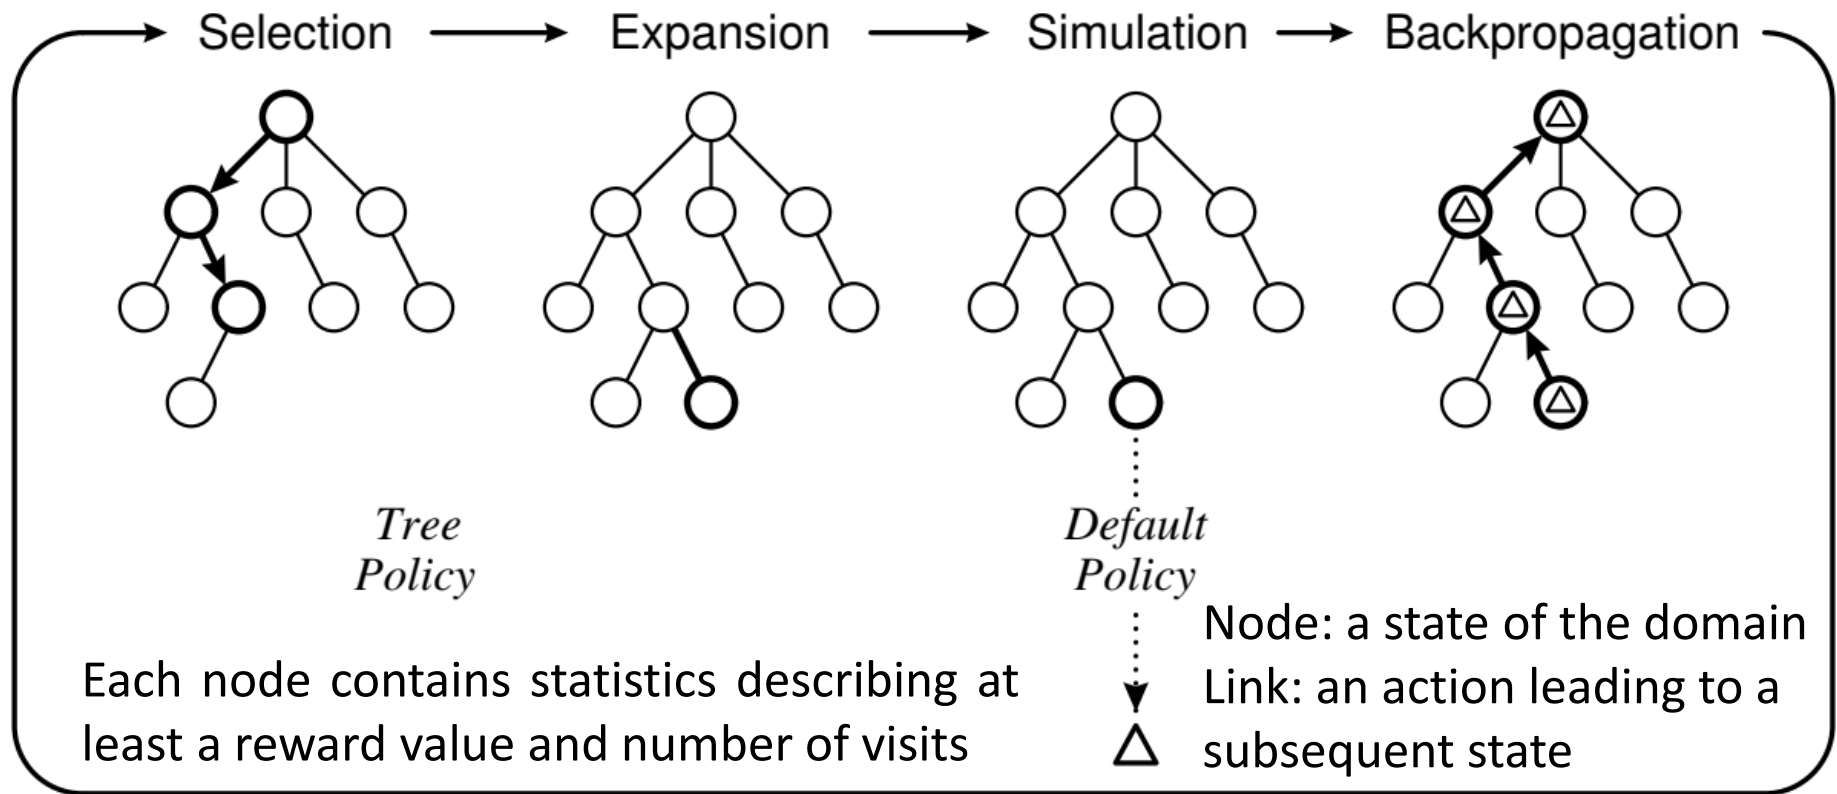 Selection Expansion Simulation Backpropagation
Tree
Policy
Default
Policy
Each node contains statistics describing at
least a reward value and number of visits
Node: a state of the domain
Link: an action leading to a
subsequent state